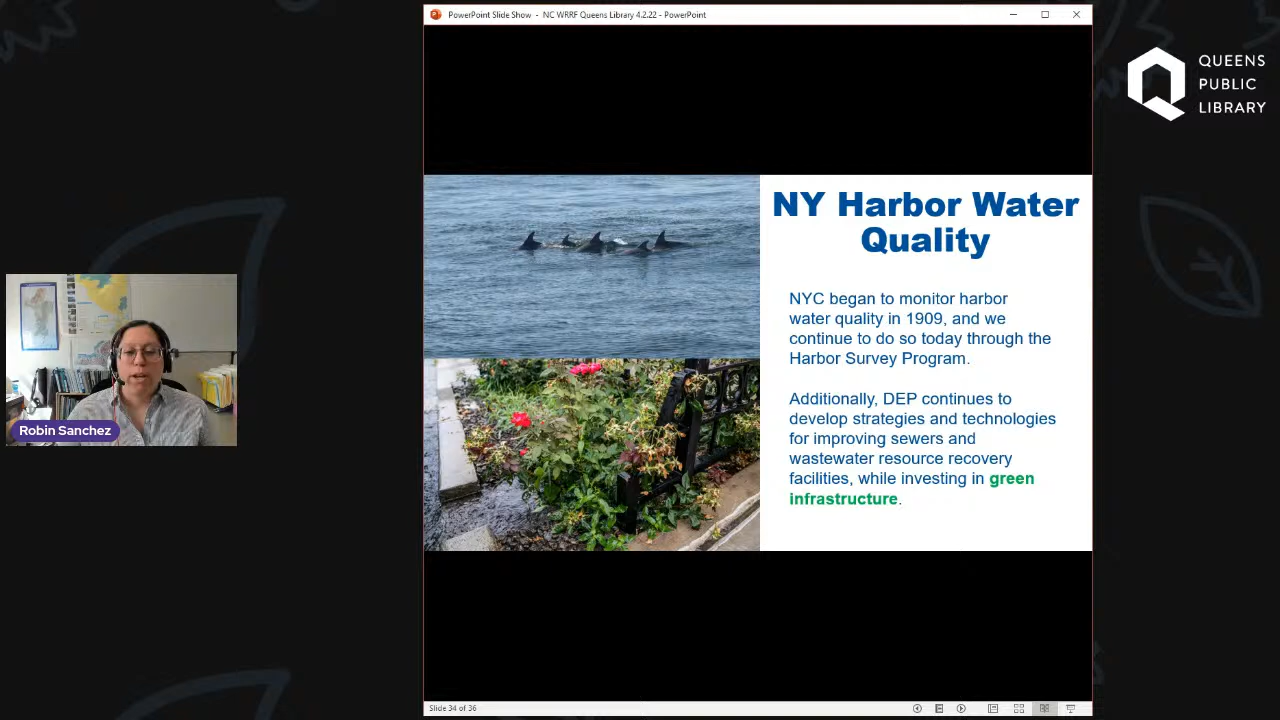 PowerPoint Slide Show - NC WRRF Queens Library 4.2.22 - PowerPoint
QUEENS
PUBLIC
LIBRARY
NY Harbor Water
Quality
NYC began to monitor harbor
water quality in 1909, and we
continue to do so today through the
Harbor Survey Program.
Additionally, DEP continues to
develop strategies and technologies
for improving sewers and
wastewater resource recovery
facilities, while investing in green
infrastructure.
Robin Sanchez
Slide 34 of 36